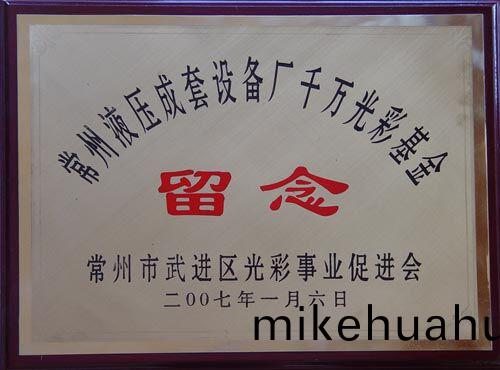 常州液压成套设备厂千万光彩基金
留念
常州市武进区光彩事业促进会
二00七年一月六日
mikehuahu